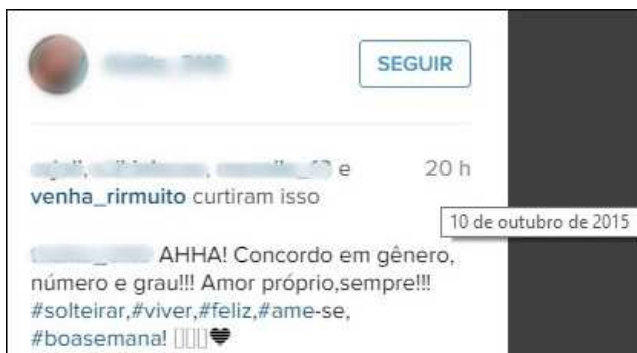 SEGUIR
e 20 h
venha_rirmuito curtiram isso
10 de outubro de 2015
AHHA! Concordo em gênero,
número e grau!!! Amor próprio,sempre!!!
#solteirar,#viver,#feliz,#ame-se,
#boasemana! ▯▯▯♥